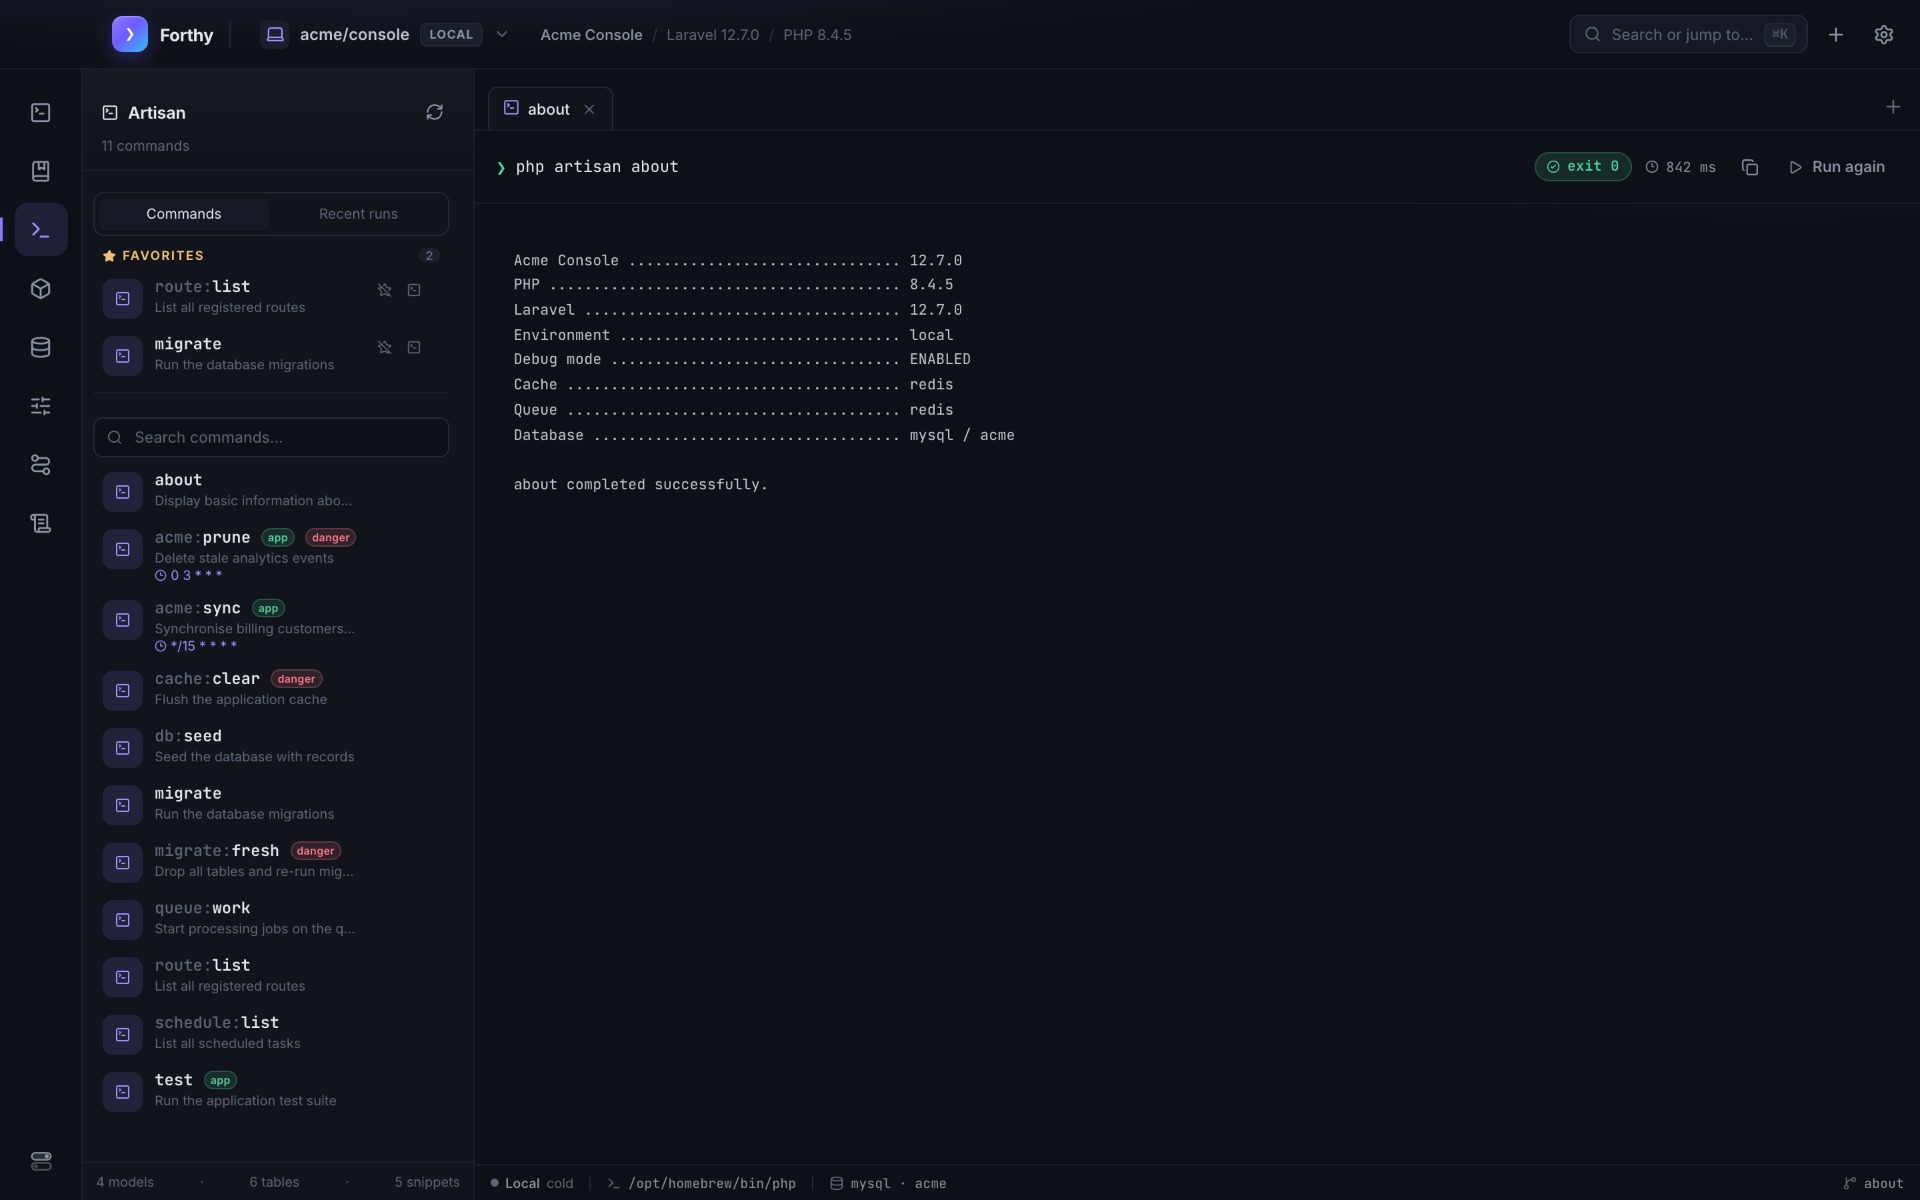 Forthy
acme/console LOCAL
Acme Console / Laravel 12.7.0 / PHP 8.4.5
Search or jump to... ⌘K
Artisan
11 commands
Commands Recent runs
FAVORITES 2
route:list
List all registered routes
migrate
Run the database migrations
Search commands...
about
Display basic information abo...
acme:prune app danger
Delete stale analytics events
0 3 * * *
acme:sync app
Synchronise billing customers...
*/15 * * * *
cache:clear danger
Flush the application cache
db:seed
Seed the database with records
migrate
Run the database migrations
migrate:fresh danger
Drop all tables and re-run mig...
queue:work
Start processing jobs on the q...
route:list
List all registered routes
schedule:list
List all scheduled tasks
test app
Run the application test suite
4 models · 6 tables · 5 snippets
about
❯ php artisan about
exit 0 842 ms Run again
Acme Console ............................... 12.7.0
PHP ........................................ 8.4.5
Laravel .................................... 12.7.0
Environment ................................ local
Debug mode ................................. ENABLED
Cache ...................................... redis
Queue ...................................... redis
Database ................................... mysql / acme
about completed successfully.
Local cold /opt/homebrew/bin/php mysql · acme about